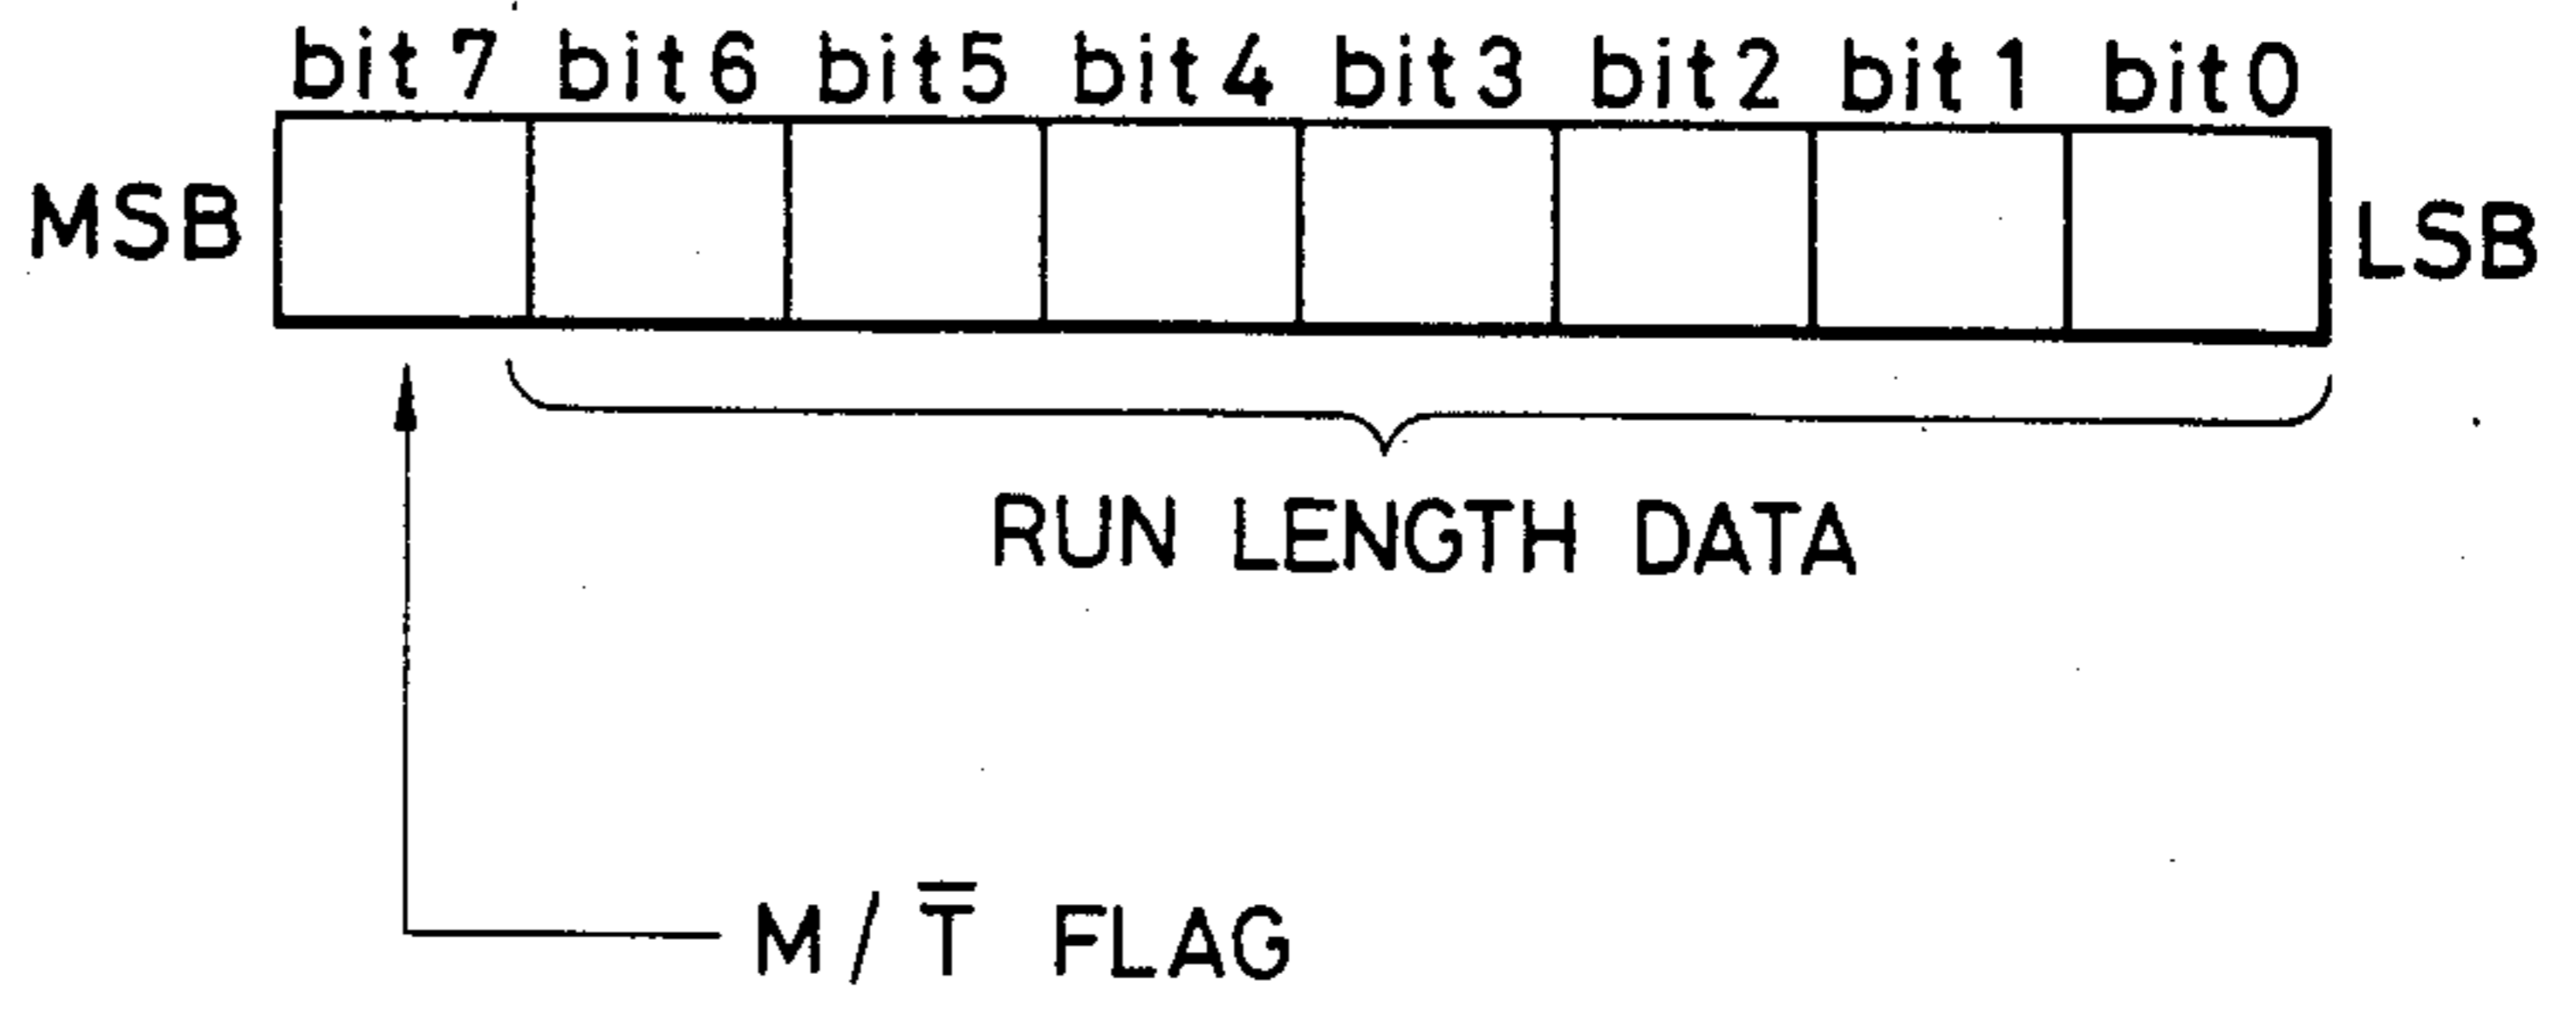 bit 7 bit 6 bit 5 bit 4 bit 3 bit 2 bit 1 bit 0
MSB LSB
RUN LENGTH DATA
M/T̅ FLAG